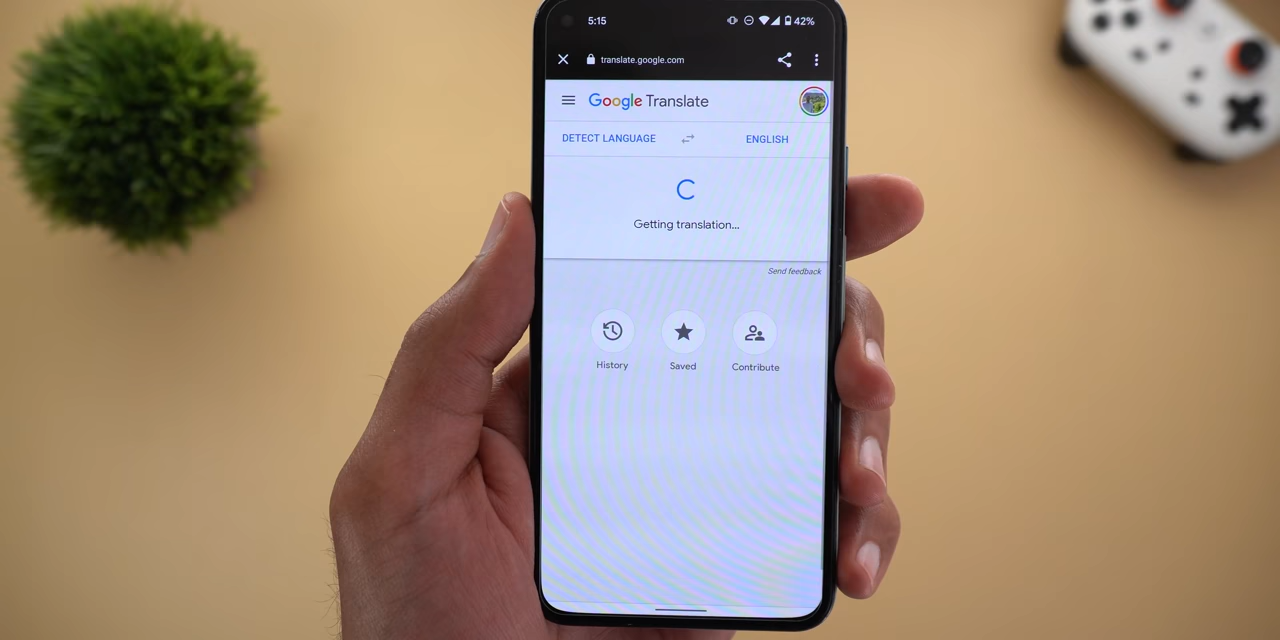 5:15
42%
translate.google.com
Google Translate
DETECT LANGUAGE
ENGLISH
Getting translation...
Send feedback
History
Saved
Contribute